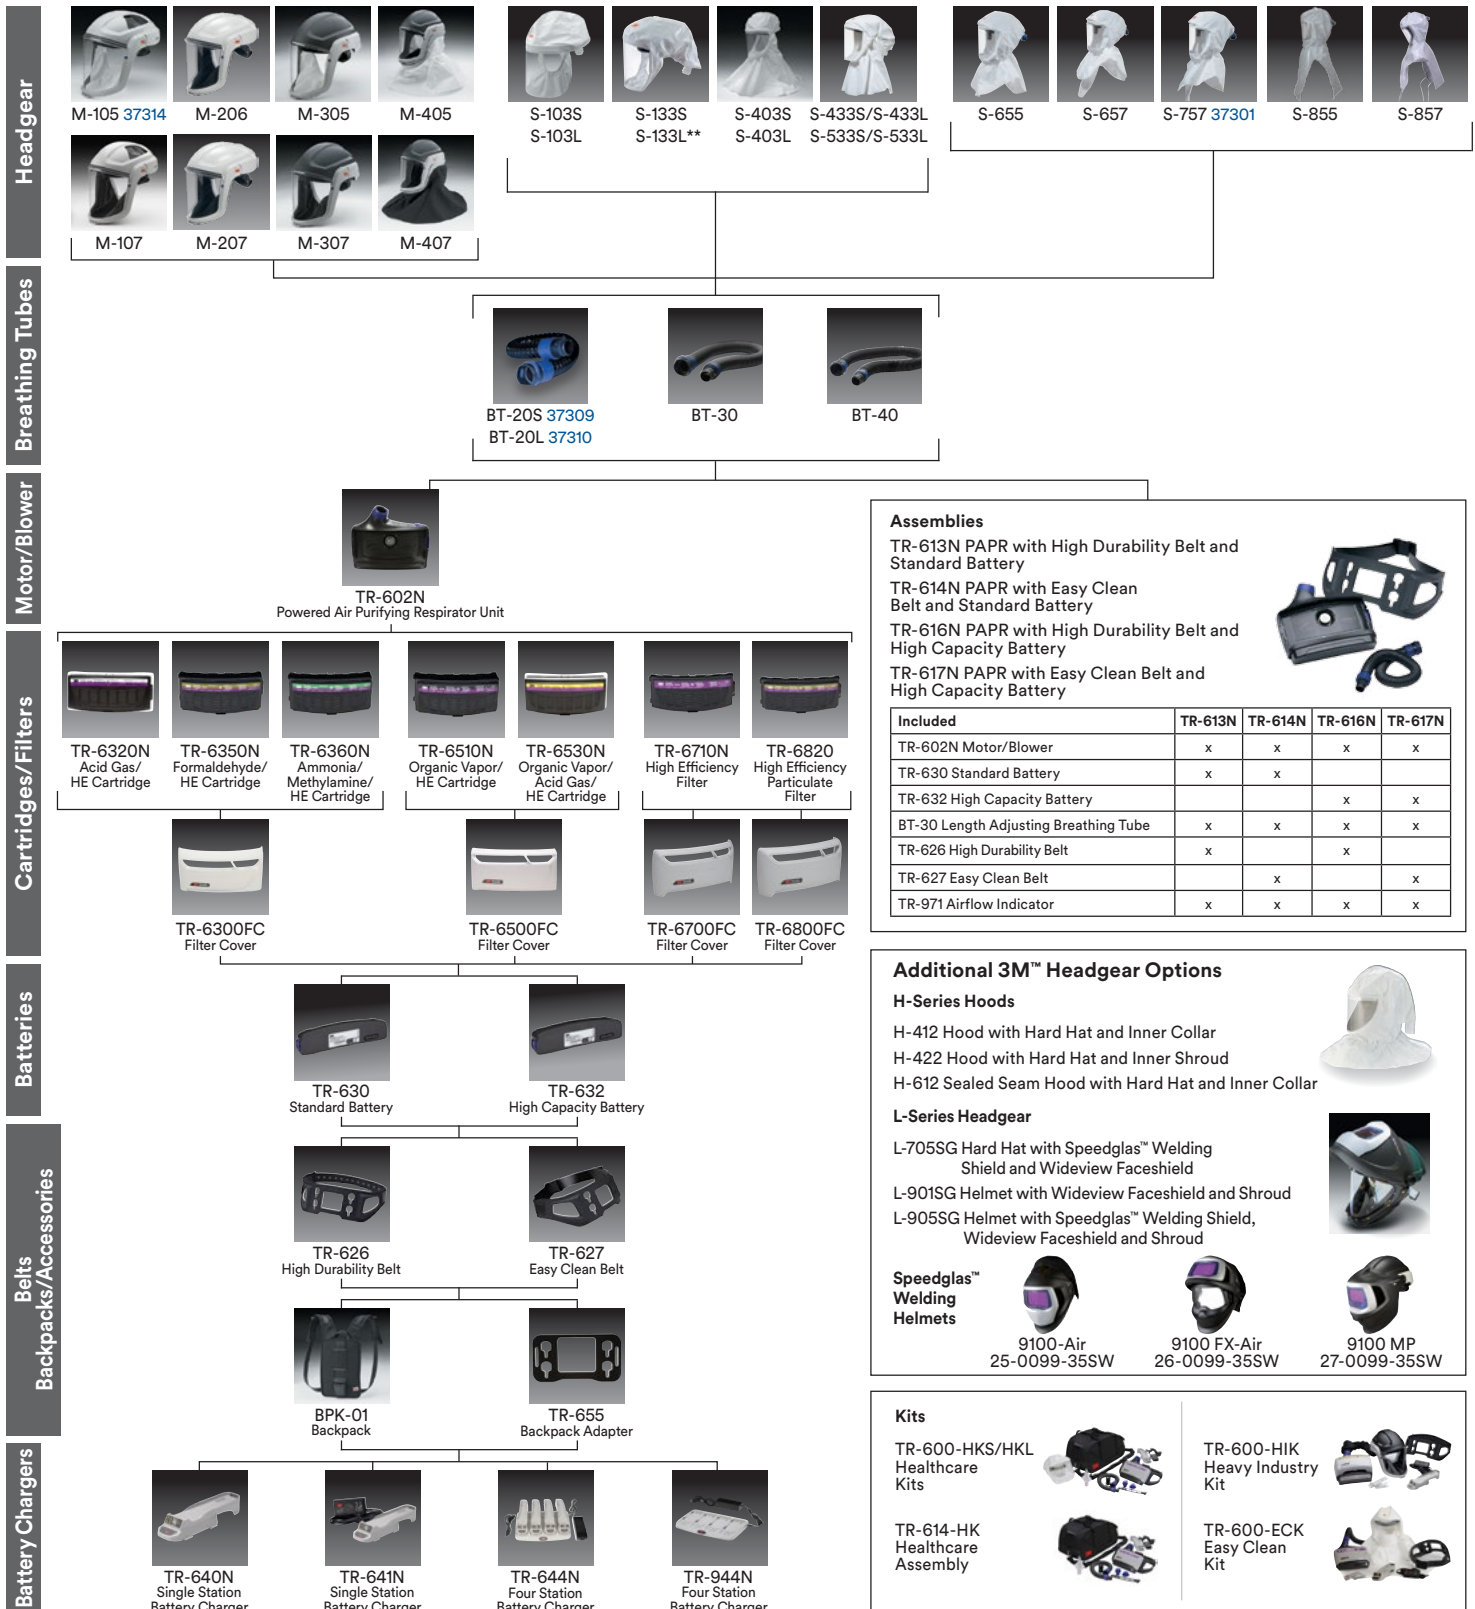 Headgear
M-105 37314
M-206
M-305
M-405
M-107
M-207
M-307
M-407
S-103S
S-103L
S-133S
S-133L**
S-403S
S-403L
S-433S/S-433L
S-533S/S-533L
S-655
S-657
S-757 37301
S-855
S-857
Breathing Tubes
BT-20S 37309
BT-20L 37310
BT-30
BT-40
Motor/Blower
TR-602N
Powered Air Purifying Respirator Unit
Cartridges/Filters
TR-6320N
Acid Gas/
HE Cartridge
TR-6350N
Formaldehyde/
HE Cartridge
TR-6360N
Ammonia/
Methylamine/
HE Cartridge
TR-6510N
Organic Vapor/
HE Cartridge
TR-6530N
Organic Vapor/
Acid Gas/
HE Cartridge
TR-6710N
High Efficiency
Filter
TR-6820
High Efficiency
Particulate
Filter
TR-6300FC
Filter Cover
TR-6500FC
Filter Cover
TR-6700FC
Filter Cover
TR-6800FC
Filter Cover
Batteries
TR-630
Standard Battery
TR-632
High Capacity Battery
Belts
Backpacks/Accessories
TR-626
High Durability Belt
TR-627
Easy Clean Belt
BPK-01
Backpack
TR-655
Backpack Adapter
Battery Chargers
TR-640N
Single Station
Battery Charger
TR-641N
Single Station
Battery Charger
TR-644N
Four Station
Battery Charger
TR-944N
Four Station
Battery Charger
Assemblies
TR-613N PAPR with High Durability Belt and
Standard Battery
TR-614N PAPR with Easy Clean
Belt and Standard Battery
TR-616N PAPR with High Durability Belt and
High Capacity Battery
TR-617N PAPR with Easy Clean Belt and
High Capacity Battery
Included TR-613N TR-614N TR-616N TR-617N
TR-602N Motor/Blower x x x x
TR-630 Standard Battery x x
TR-632 High Capacity Battery x x
BT-30 Length Adjusting Breathing Tube x x x x
TR-626 High Durability Belt x x
TR-627 Easy Clean Belt x x
TR-971 Airflow Indicator x x x x
Additional 3M™ Headgear Options
H-Series Hoods
H-412 Hood with Hard Hat and Inner Collar
H-422 Hood with Hard Hat and Inner Shroud
H-612 Sealed Seam Hood with Hard Hat and Inner Collar
L-Series Headgear
L-705SG Hard Hat with Speedglas™ Welding
Shield and Wideview Faceshield
L-901SG Helmet with Wideview Faceshield and Shroud
L-905SG Helmet with Speedglas™ Welding Shield,
Wideview Faceshield and Shroud
Speedglas™
Welding
Helmets
9100-Air
25-0099-35SW
9100 FX-Air
26-0099-35SW
9100 MP
27-0099-35SW
Kits
TR-600-HKS/HKL
Healthcare
Kits
TR-600-HIK
Heavy Industry
Kit
TR-614-HK
Healthcare
Assembly
TR-600-ECK
Easy Clean
Kit